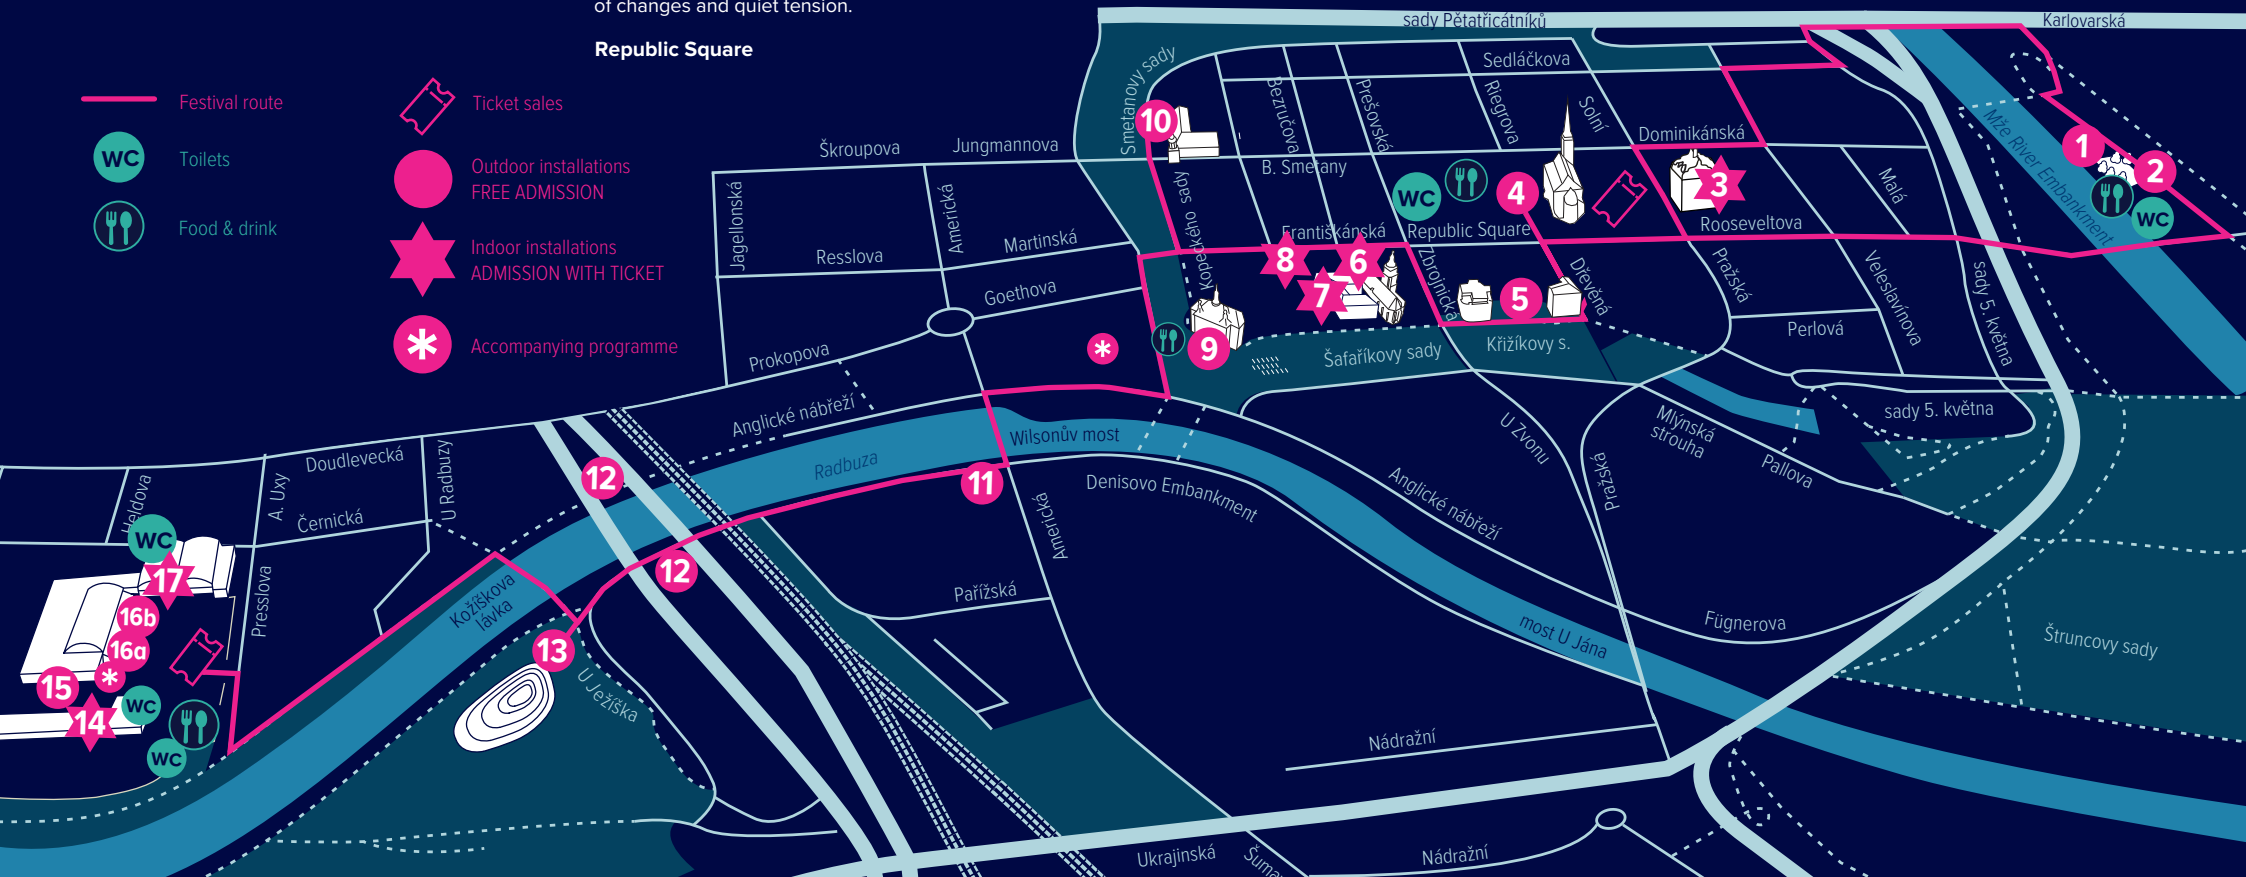 of changes and quiet tension.
Republic Square
Festival route
WC
Toilets
Food & drink
Ticket sales
Outdoor installations
FREE ADMISSION
Indoor installations
ADMISSION WITH TICKET
*
Accompanying programme
sady Pětatřicátníků
Karlovarská
Smetanovy sady
Sedláčkova
Bezručova
Prešovská
Riegrova
Solní
10
Škroupova
Jungmannova
Dominikánská
Mže River Embankment
1
2
B. Smetany
WC
4
3
Malá
WC
Jagellonská
Americká
Kopeckého sady
Resslova
Martinská
Františkánská
Republic Square
Rooseveltova
8
6
7
Zbrojnická
5
Dřevěná
Pražská
Veleslavínova
sady 5. května
Goethova
Perlová
Prokopova
*
9
Šafaříkovy sady
Křižíkovy s.
Anglické nábřeží
sady 5. května
Mlýnská
strouha
Pallova
Wilsonův most
U Zvonu
Pražská
Doudlevecká
U Radbuzy
Radbuza
Heldova
A. Uxy
Černická
12
11
Denisovo Embankment
Anglické nábřeží
Americká
WC
17
Presslova
12
Pařížská
Kožíškova
lávka
16b
16a
*
13
15
14
WC
WC
U Ježíška
Fügnerova
most U Jána
Štruncovy sady
Nádražní
Ukrajinská
Nádražní